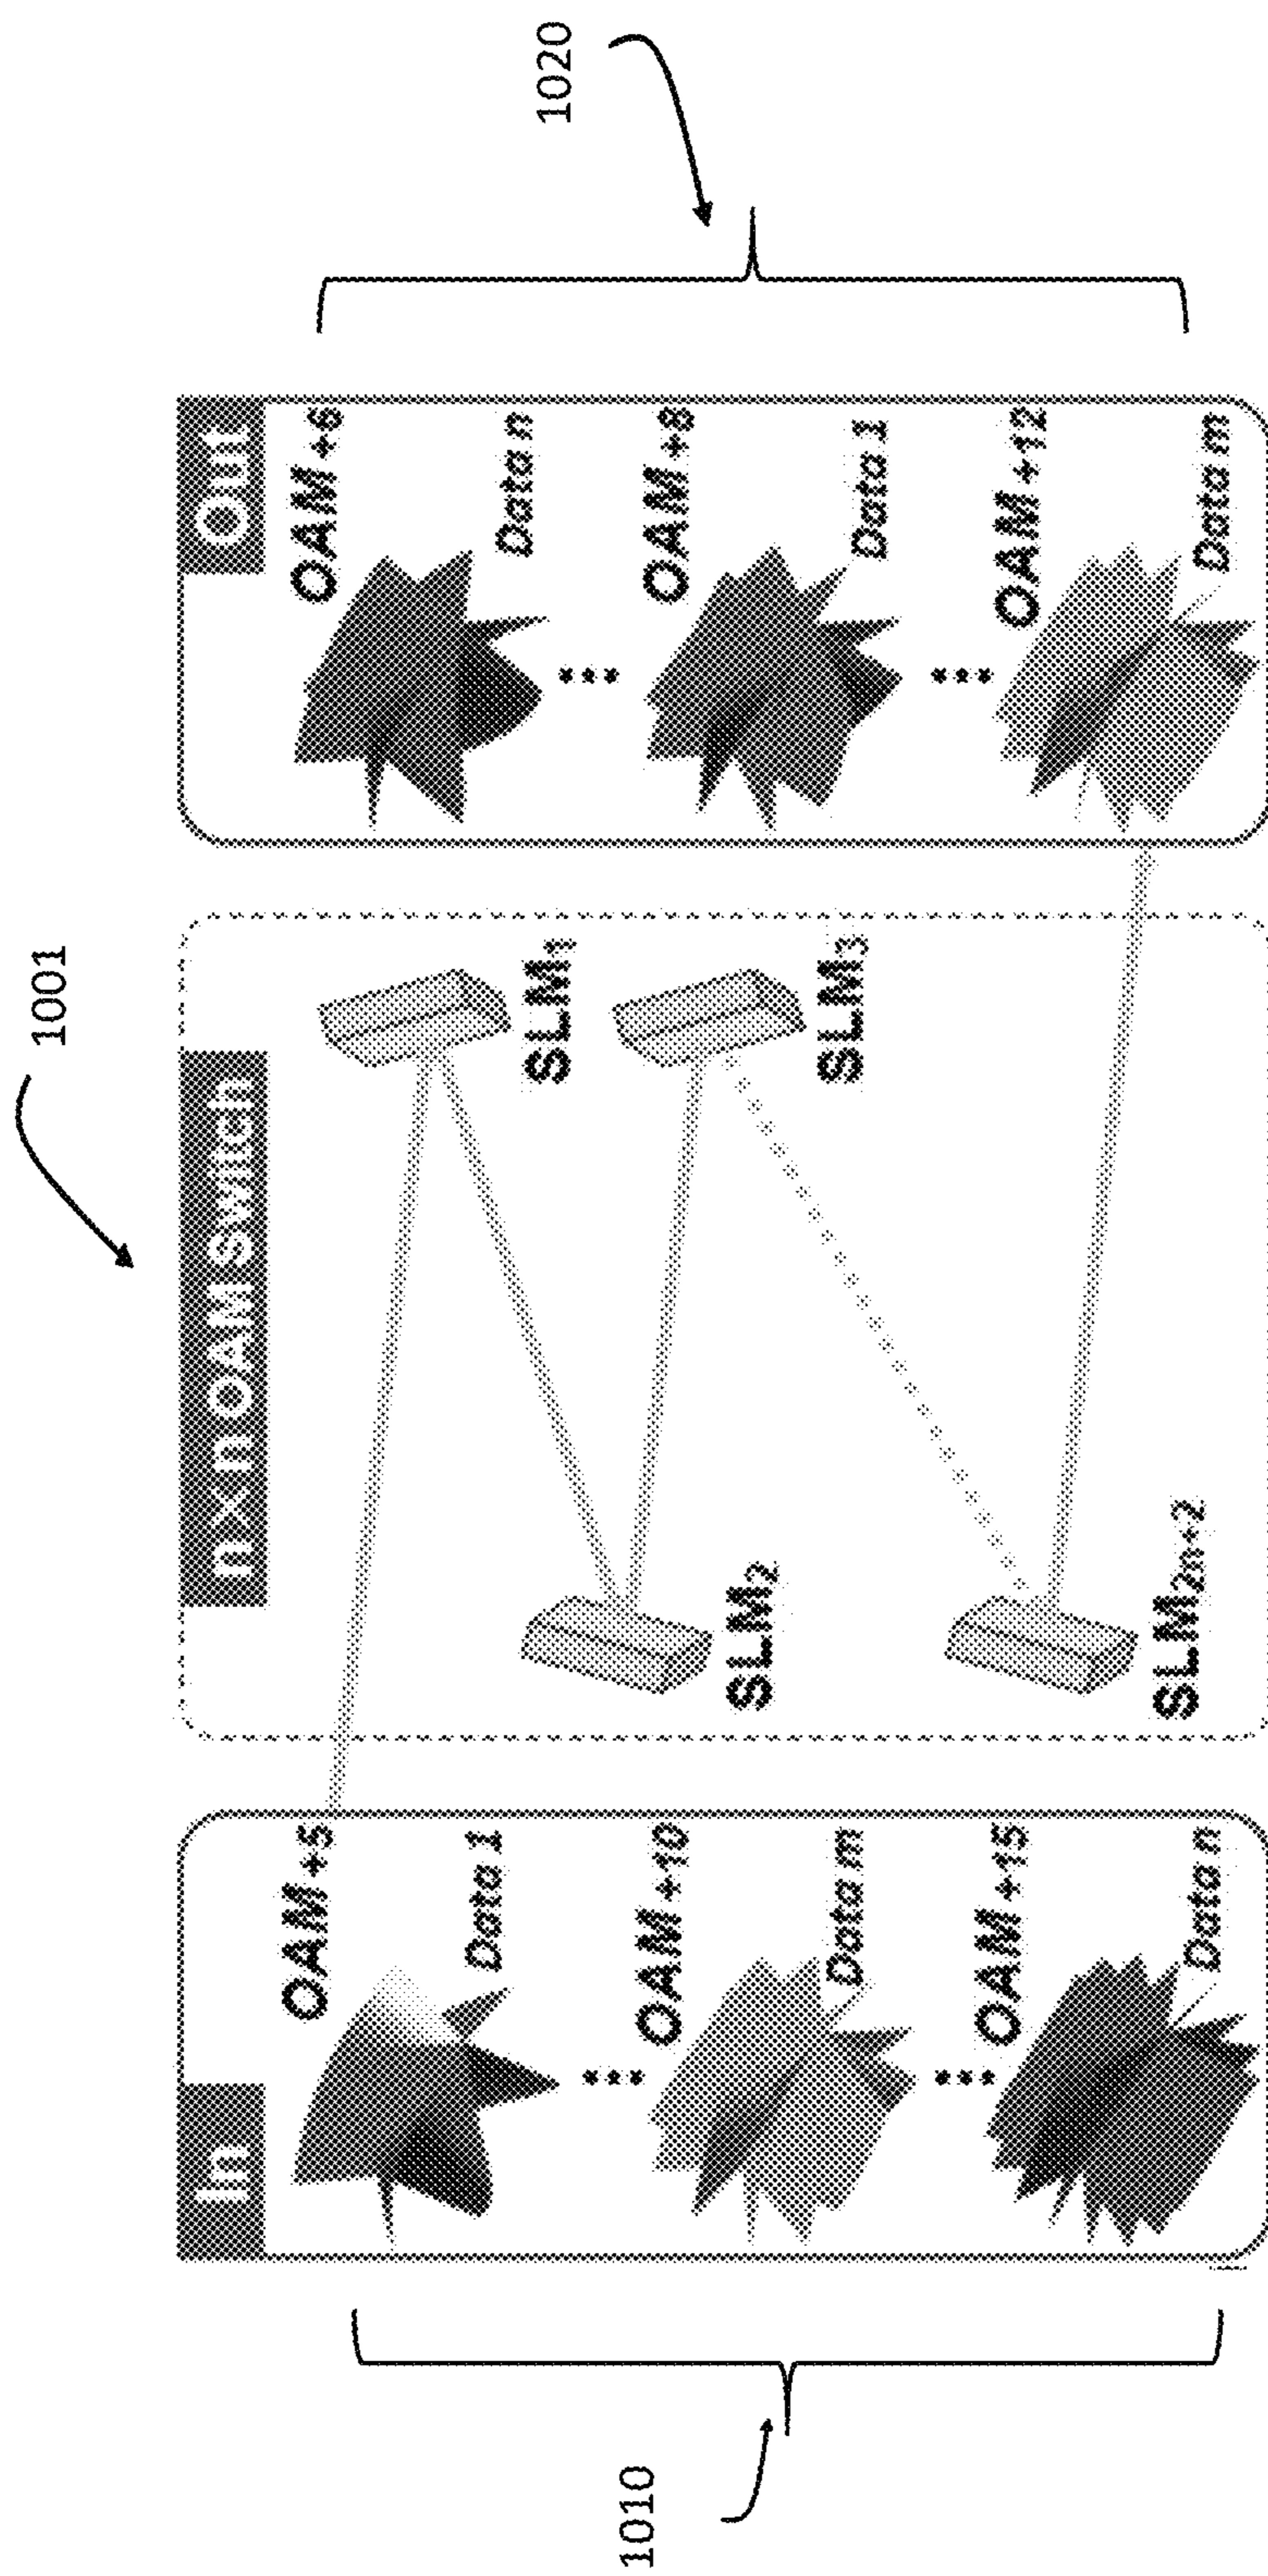 1001
1010
1020
In
OAM +5
Data 1
OAM +10
Data m
OAM +15
Data n
n × n OAM Switch
SLM1
SLM2
SLM3
SLM2n+2
Out
OAM +6
Data n
OAM +8
Data 1
OAM +12
Data m